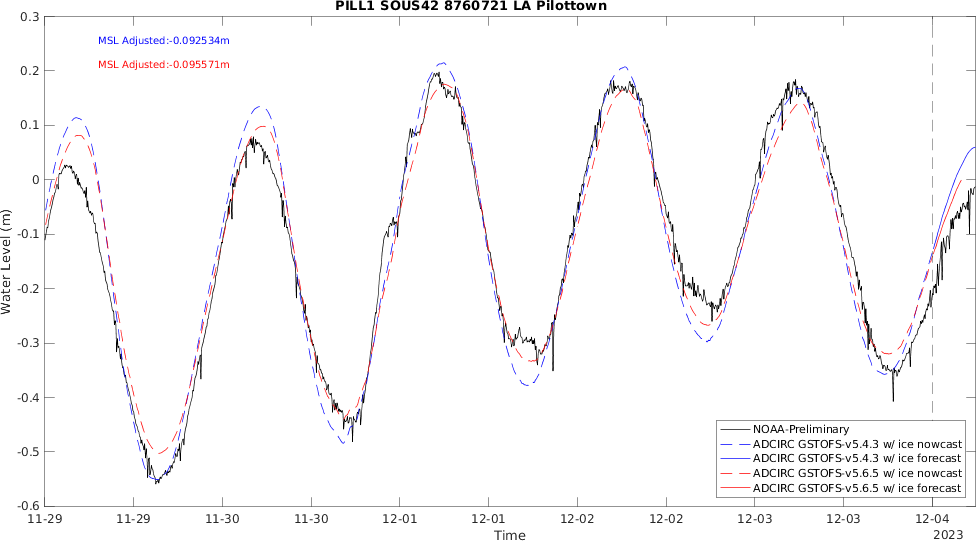 PILL1 SOUS42 8760721 LA Pilottown
MSL Adjusted:-0.092534m
MSL Adjusted:-0.095571m
0.3
0.2
0.1
0
-0.1
-0.2
-0.3
-0.4
-0.5
-0.6
Water Level (m)
NOAA-Preliminary
ADCIRC GSTOFS-v5.4.3 w/ ice nowcast
ADCIRC GSTOFS-v5.4.3 w/ ice forecast
ADCIRC GSTOFS-v5.6.5 w/ ice nowcast
ADCIRC GSTOFS-v5.6.5 w/ ice forecast
11-29 11-29 11-30 11-30 12-01 12-01 12-02 12-02 12-03 12-03 12-04
2023
Time